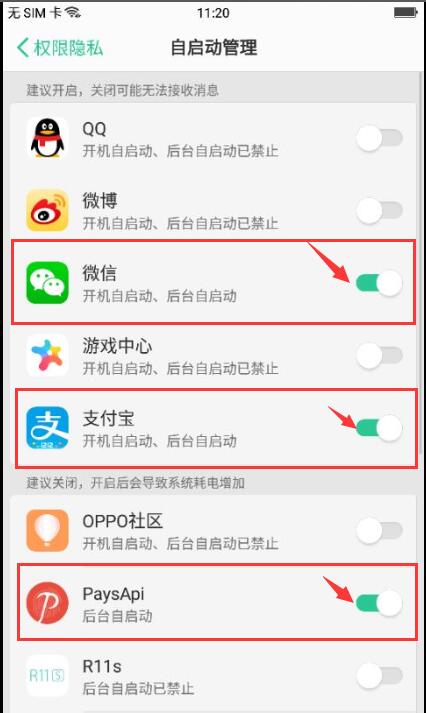 无 SIM 卡
11:20
权限隐私
自启动管理
建议开启，关闭可能无法接收消息
QQ
开机自启动、后台自启动已禁止
微博
开机自启动、后台自启动已禁止
微信
开机自启动、后台自启动
游戏中心
开机自启动、后台自启动已禁止
支
支付宝
开机自启动、后台自启动
建议关闭，开启后会导致系统耗电增加
OPPO社区
开机自启动、后台自启动已禁止
P
PaysApi
后台自启动
R11S
R11s
后台自启动已禁止